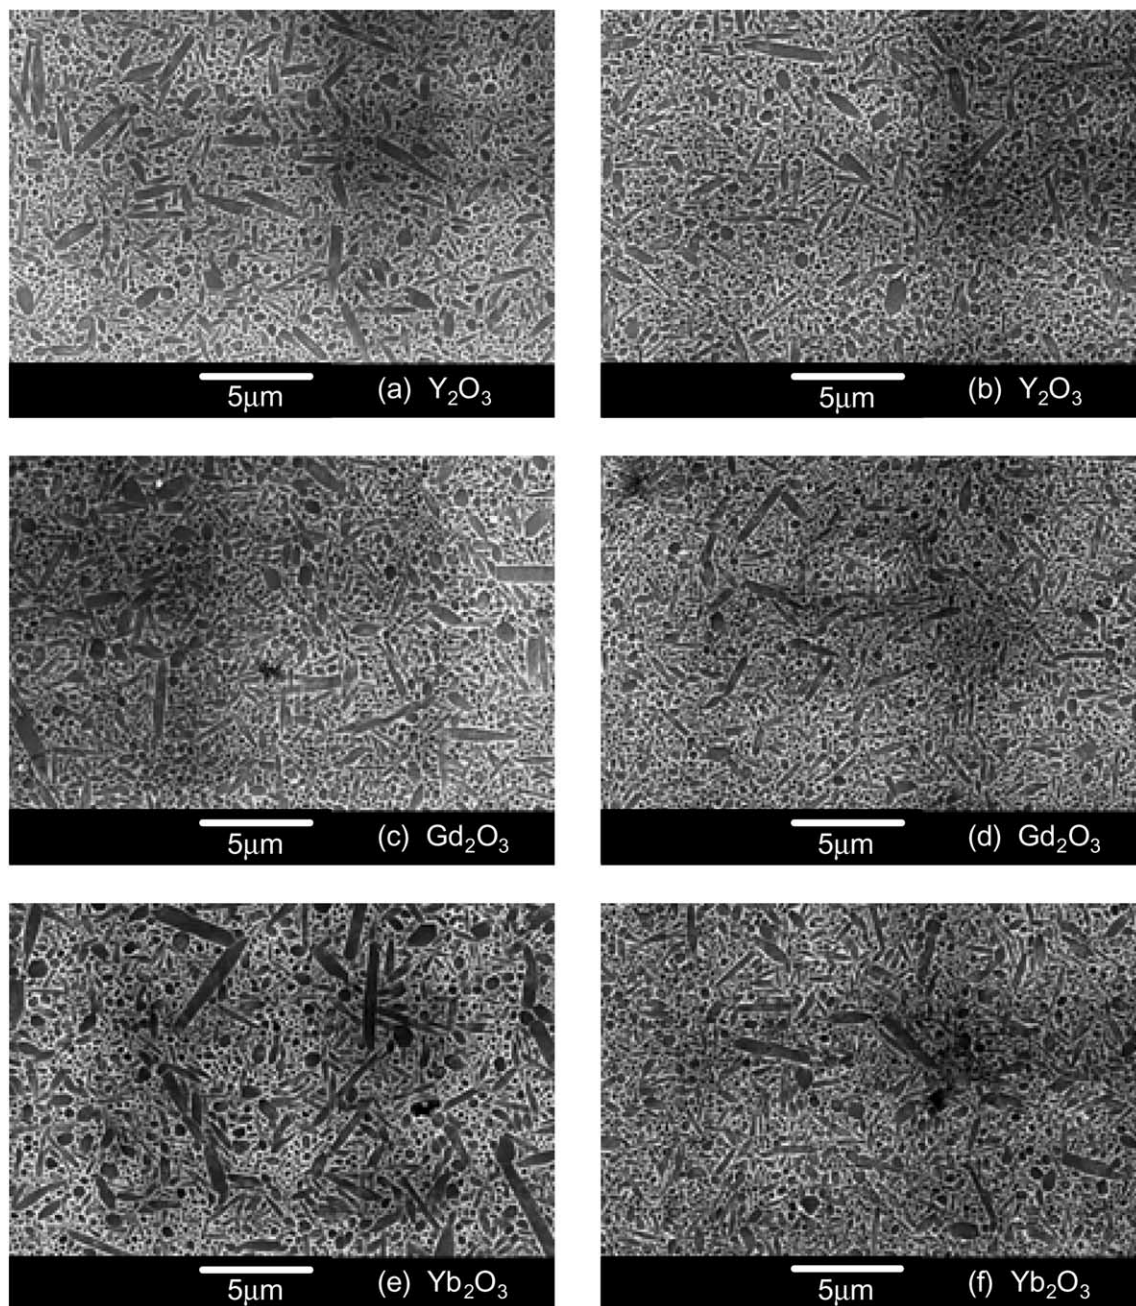 5μm (a) Y₂O₃
5μm (b) Y₂O₃
5μm (c) Gd₂O₃
5μm (d) Gd₂O₃
5μm (e) Yb₂O₃
5μm (f) Yb₂O₃